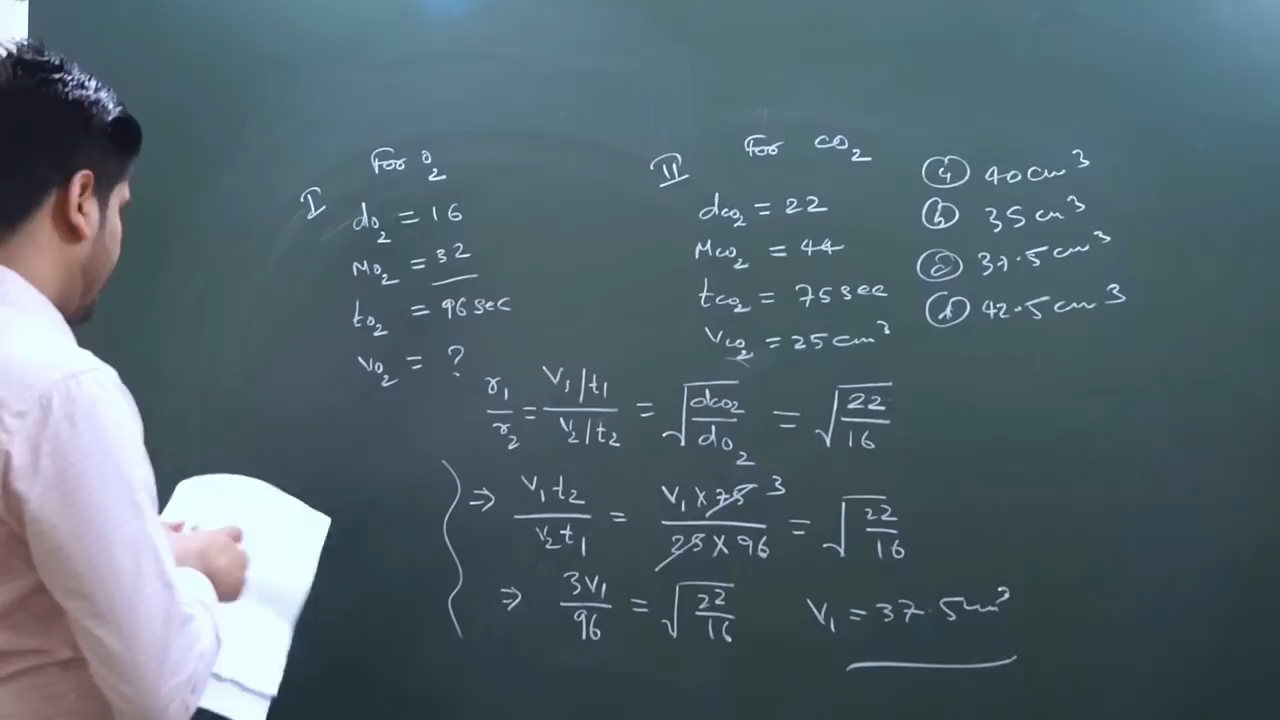 I For O₂
dO₂ = 16
MO₂ = 32
tO₂ = 96 sec
VO₂ = ?
II For CO₂
dCO₂ = 22
MCO₂ = 44
tCO₂ = 75 sec
VCO₂ = 25 cm³
(a) 40 cm³
(b) 35 cm³
(c) 37.5 cm³
(d) 42.5 cm³
r₁/r₂ = (V₁/t₁)/(V₂/t₂) = √(dCO₂/dO₂) = √(22/16)
⇒ V₁t₂/V₂t₁ = (V₁ × 75 3)/(25 × 96) = √(22/16)
⇒ 3V₁/96 = √(22/16) V₁ = 37.5 cm³